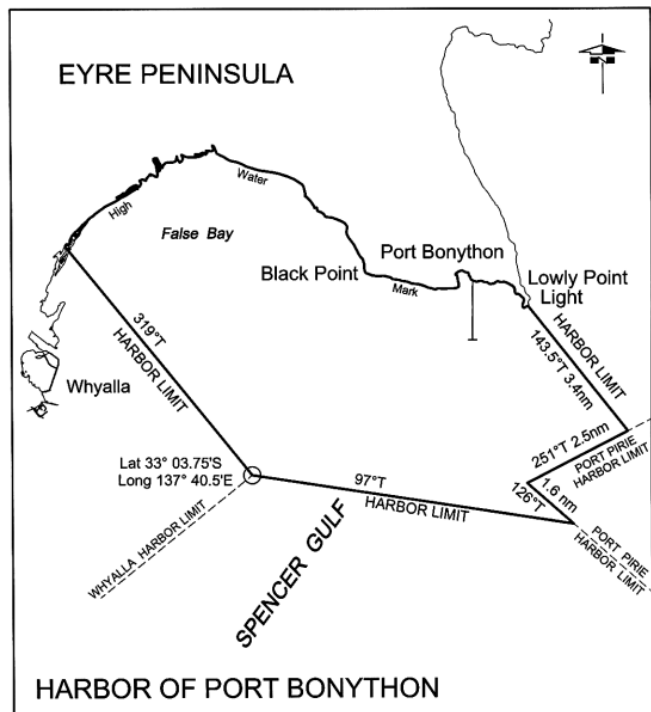 EYRE PENINSULA
Water
High
False Bay
Port Bonython
Black Point
Mark
Lowly Point
Light
HARBOR LIMIT
143.5°T 3.4nm
319°T
HARBOR LIMIT
Whyalla
251°T 2.5nm
PORT PIRIE
HARBOR LIMIT
Lat 33° 03.75'S
Long 137° 40.5'E
97°T
HARBOR LIMIT
1.6 nm
126°T
WHYALLA HARBOR LIMIT
SPENCER GULF
PORT PIRIE
HARBOR LIMIT
HARBOR OF PORT BONYTHON